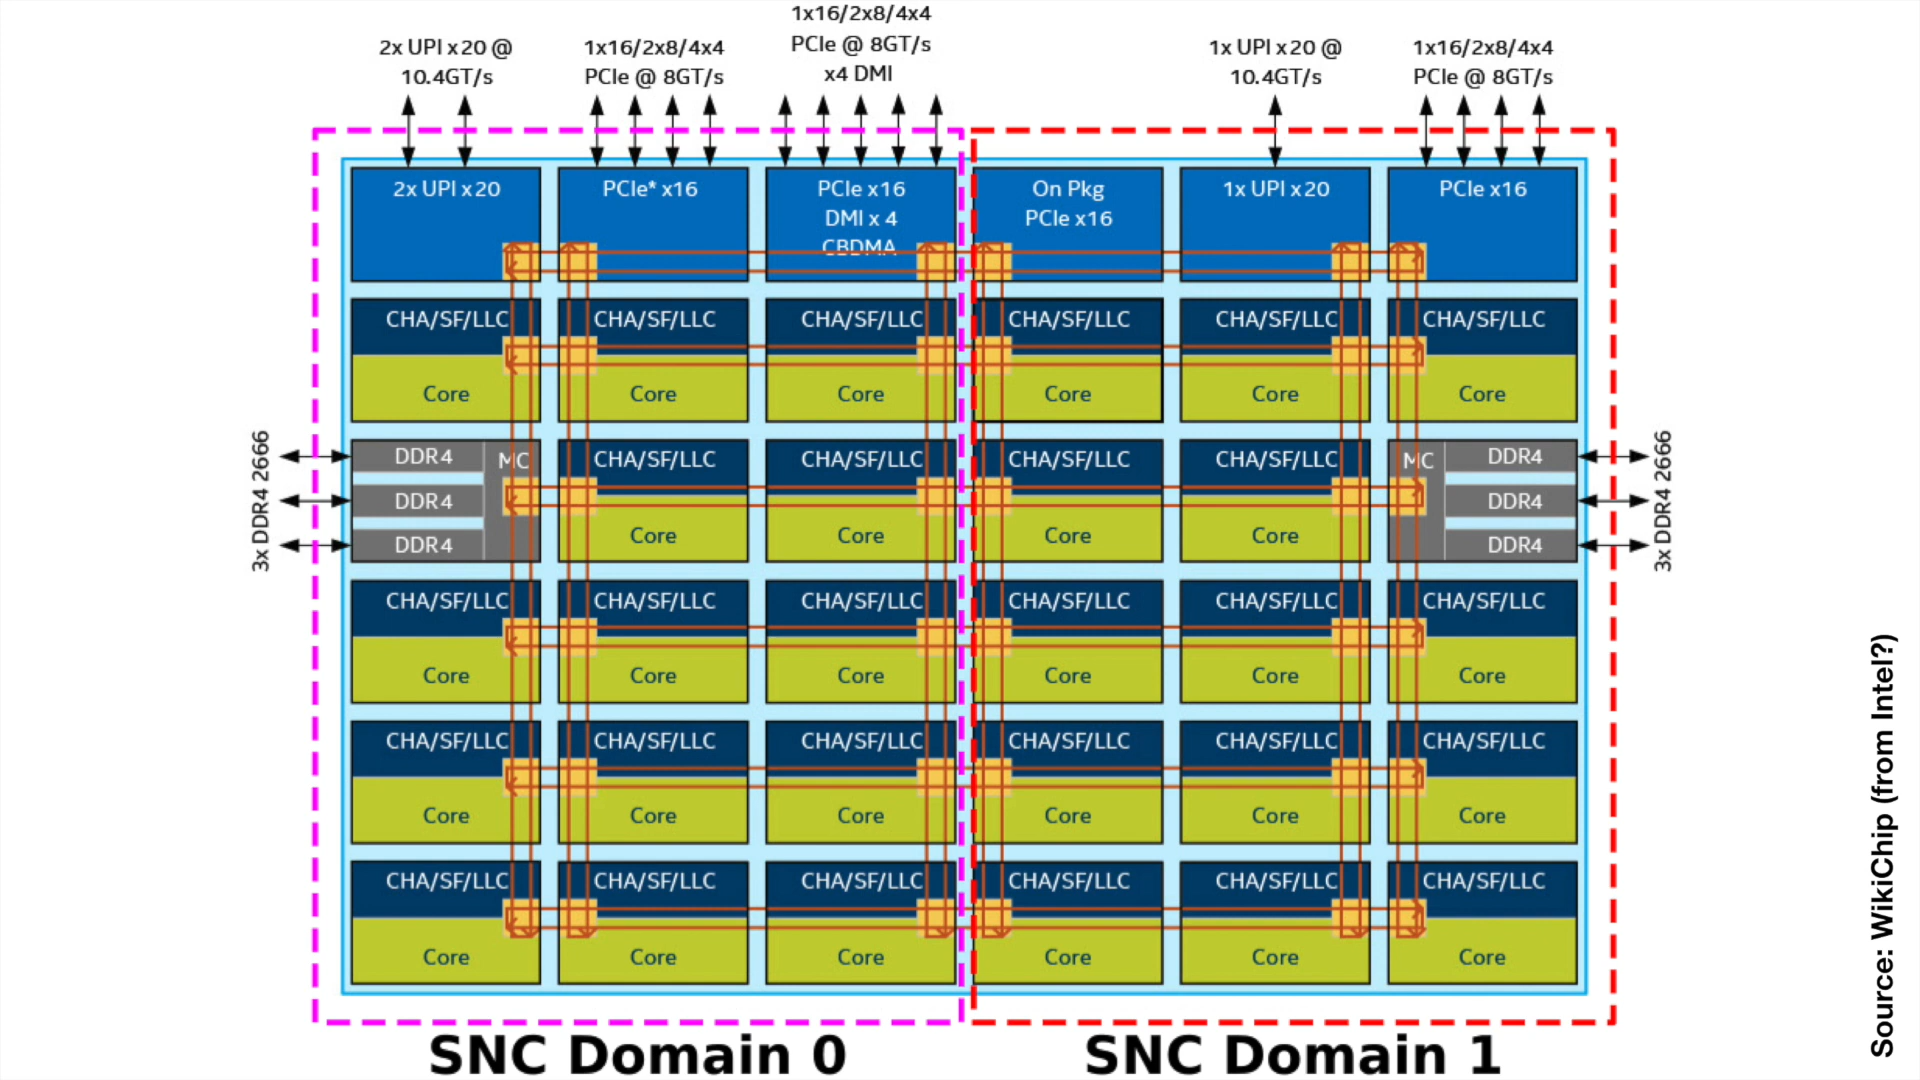 1x16/2x8/4x4
PCIe @ 8GT/s
x4 DMI
2x UPI x20 @
10.4GT/s
1x16/2x8/4x4
PCIe @ 8GT/s
1x UPI x20 @
10.4GT/s
1x16/2x8/4x4
PCIe @ 8GT/s
2x UPI x20
PCIe* x16
PCIe x16
DMI x 4
CBDMA
On Pkg
PCIe x16
1x UPI x20
PCIe x16
CHA/SF/LLC
CHA/SF/LLC
CHA/SF/LLC
CHA/SF/LLC
CHA/SF/LLC
CHA/SF/LLC
Core
Core
Core
Core
Core
Core
3x DDR4 2666
DDR4
DDR4
DDR4
MC
CHA/SF/LLC
CHA/SF/LLC
CHA/SF/LLC
CHA/SF/LLC
Core
Core
Core
Core
MC
DDR4
DDR4
DDR4
3x DDR4 2666
CHA/SF/LLC
CHA/SF/LLC
CHA/SF/LLC
CHA/SF/LLC
CHA/SF/LLC
CHA/SF/LLC
Core
Core
Core
Core
Core
Core
CHA/SF/LLC
CHA/SF/LLC
CHA/SF/LLC
CHA/SF/LLC
CHA/SF/LLC
CHA/SF/LLC
Core
Core
Core
Core
Core
Core
CHA/SF/LLC
CHA/SF/LLC
CHA/SF/LLC
CHA/SF/LLC
CHA/SF/LLC
CHA/SF/LLC
Core
Core
Core
Core
Core
Core
SNC Domain 0
SNC Domain 1
Source: WikiChip (from Intel?)